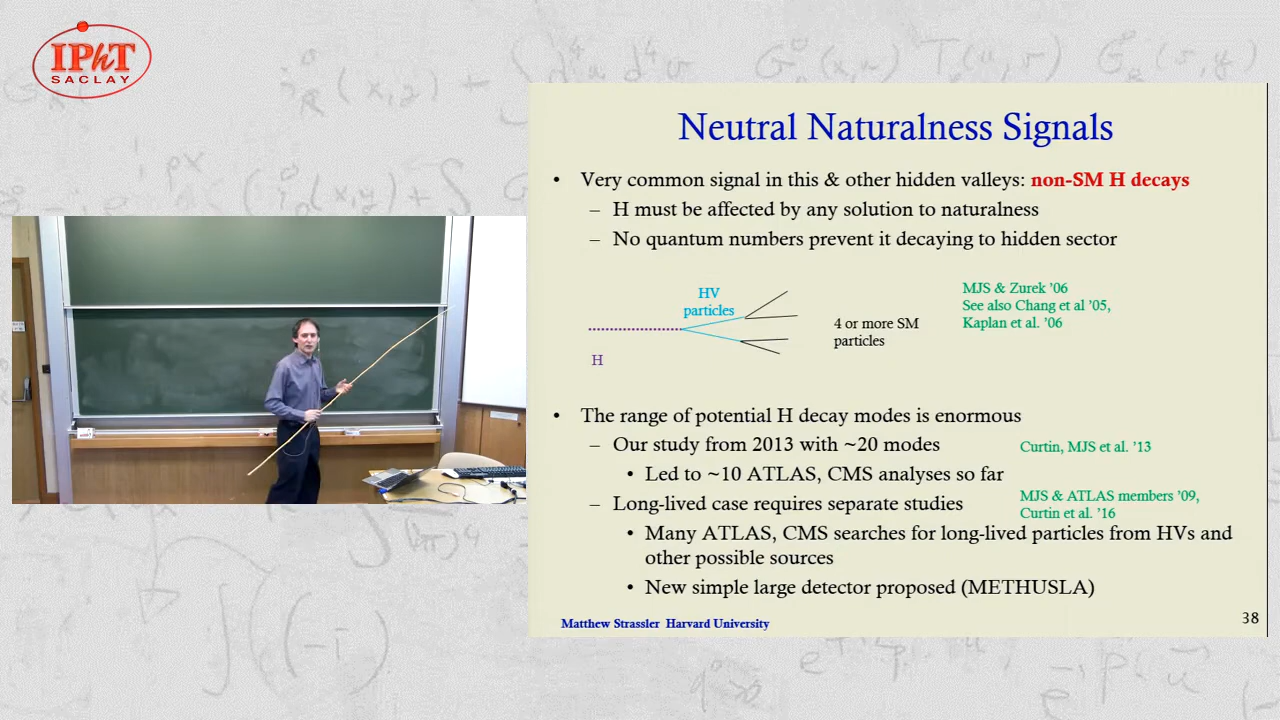 IPhT
SACLAY
Neutral Naturalness Signals
• Very common signal in this & other hidden valleys: non-SM H decays
– H must be affected by any solution to naturalness
– No quantum numbers prevent it decaying to hidden sector
HV
particles
H
4 or more SM
particles
MJS & Zurek ’06
See also Chang et al ’05,
Kaplan et al. ’06
• The range of potential H decay modes is enormous
– Our study from 2013 with ~20 modes
Curtin, MJS et al. ’13
• Led to ~10 ATLAS, CMS analyses so far
– Long-lived case requires separate studies
MJS & ATLAS members ’09,
Curtin et al. ’16
• Many ATLAS, CMS searches for long-lived particles from HVs and
other possible sources
• New simple large detector proposed (METHUSLA)
Matthew Strassler Harvard University
38